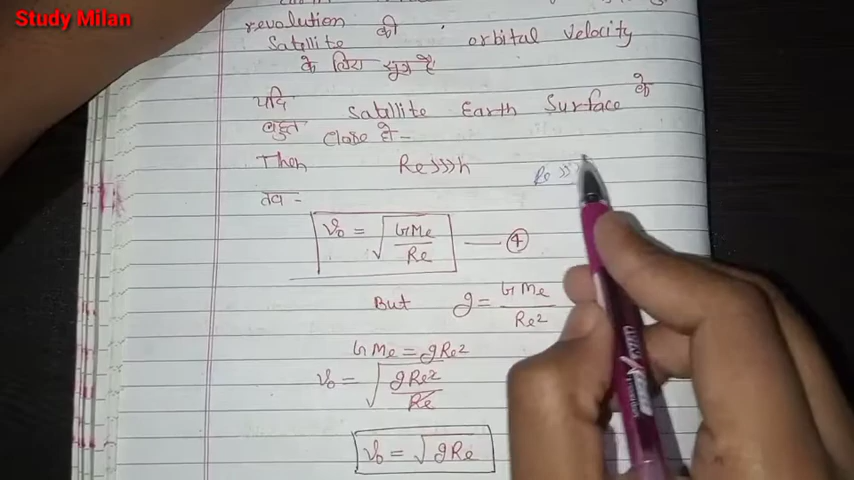 Study Milan
revolution की
Satellite orbital velocity
के लिए सूत्र है
यदि Satellite Earth Surface के
बहुत Close है-
Then Re>>>h Re >>
तब -
v₀ = √GMe/Re — ④
But g = GMe/Re²
GMe = gRe²
v₀ = √gRe²/Re
v₀ = √gRe